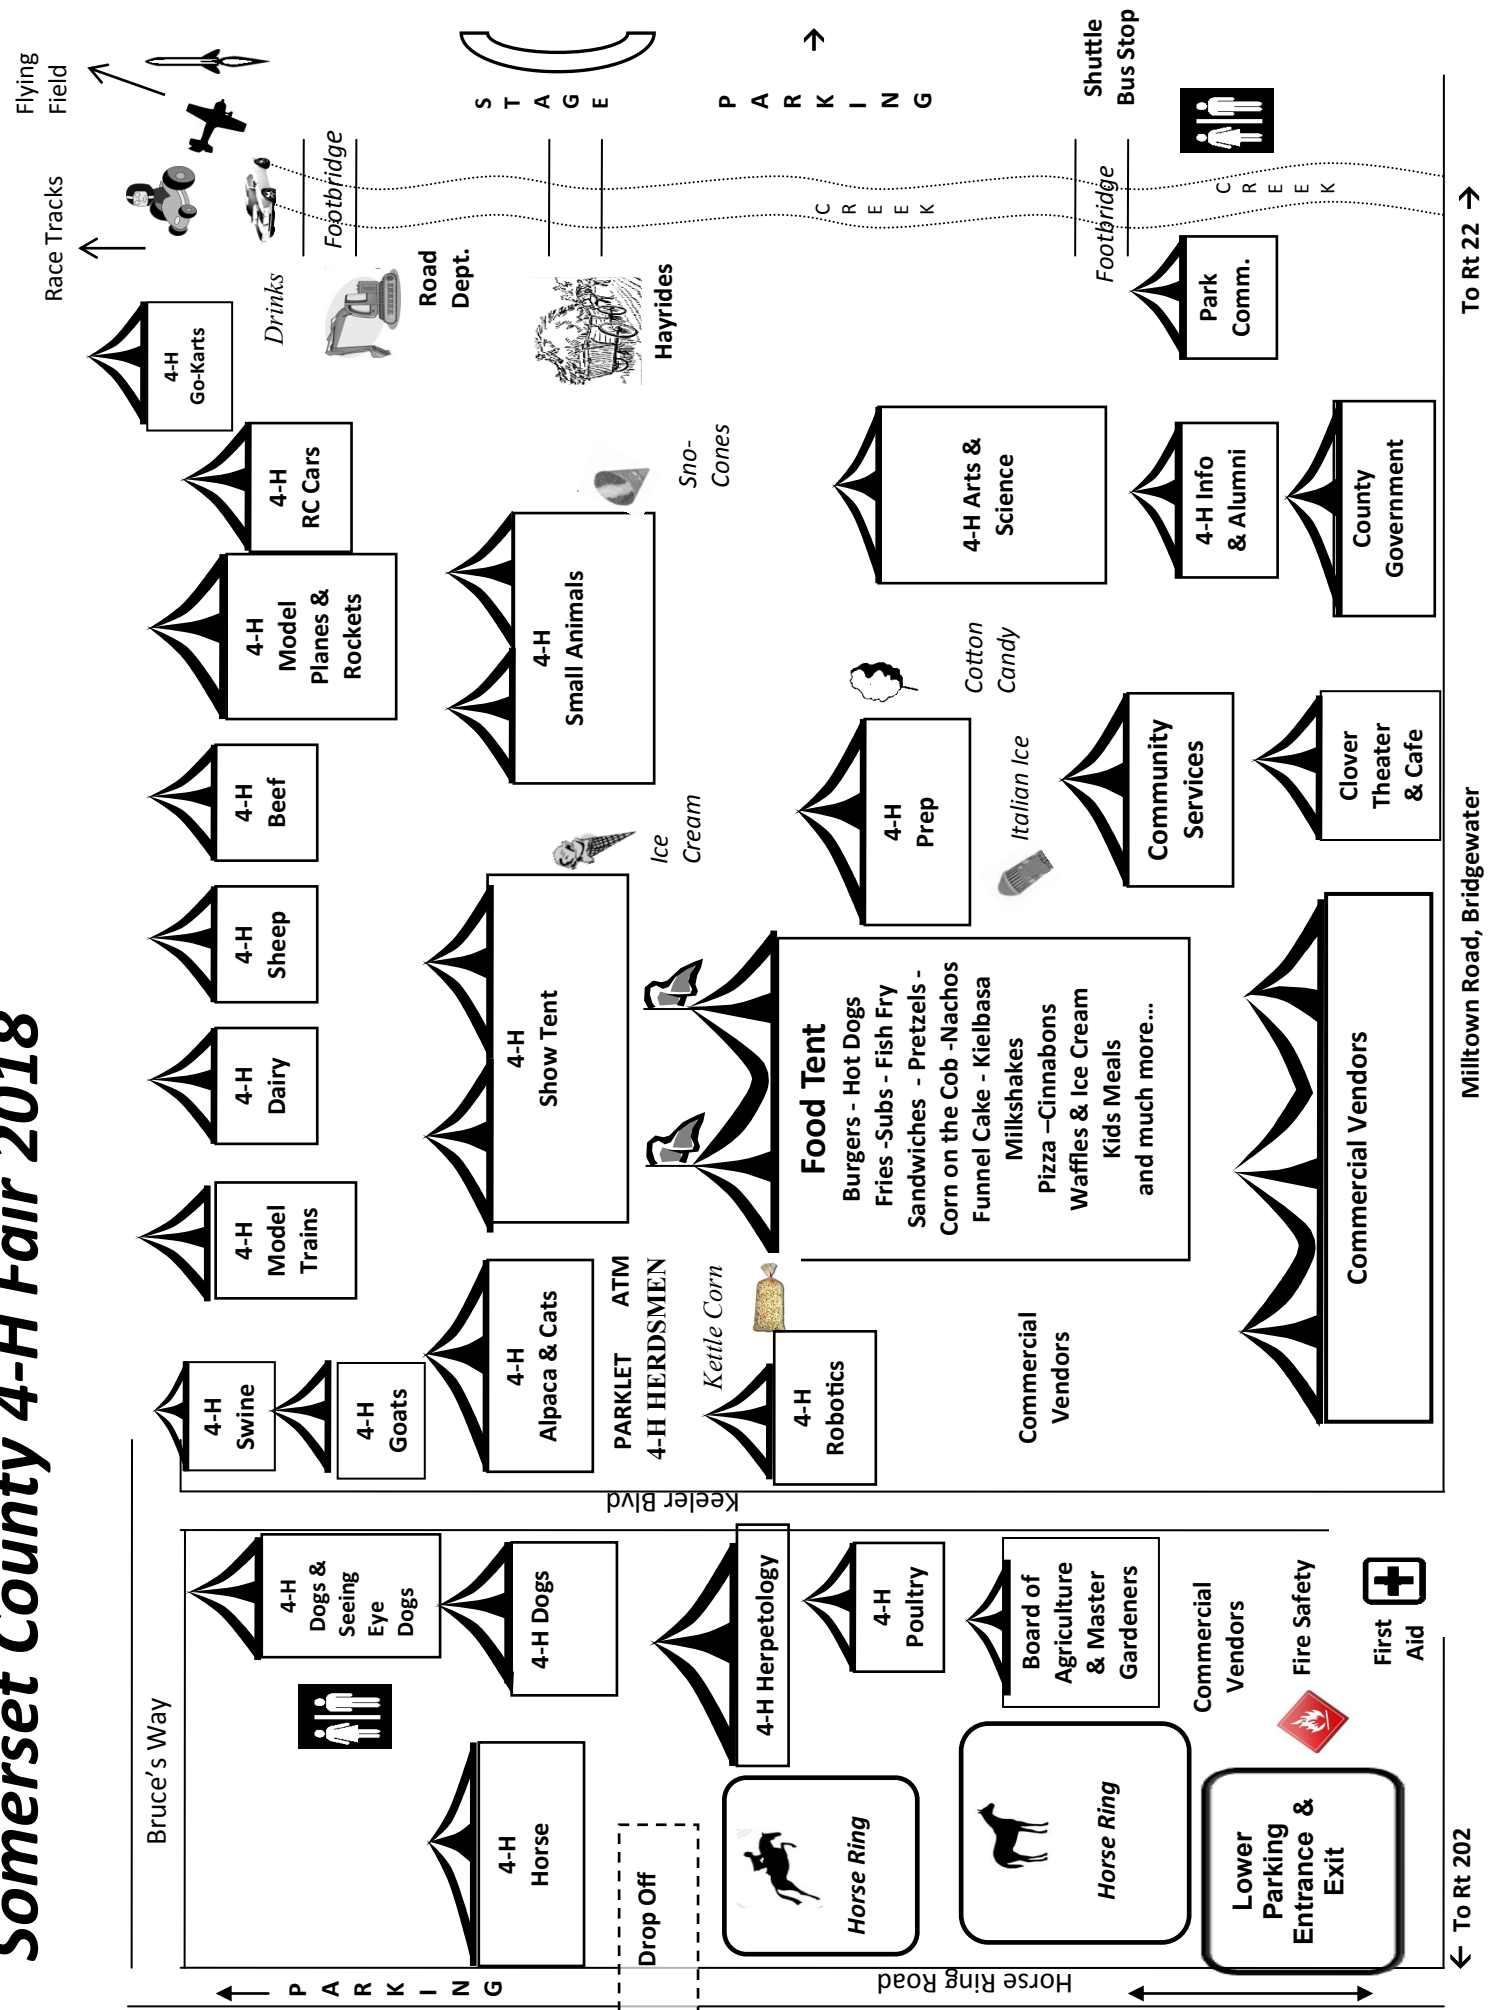 Somerset County 4-H Fair 2018
Bruce's Way
PARKING
4-H
Horse
Drop Off
Horse Ring
Horse Ring
Horse Ring Road
Lower
Parking
Entrance &
Exit
← To Rt 202
4-H
Dogs &
Seeing
Eye
Dogs
4-H Dogs
4-H Herpetology
4-H
Poultry
Board of
Agriculture
& Master
Gardeners
Commercial
Vendors
Fire Safety
First
Aid
Keeler Blvd
4-H
Swine
4-H
Goats
4-H
Model
Trains
4-H
Dairy
4-H
Sheep
4-H
Beef
4-H
Model
Planes &
Rockets
4-H
RC Cars
4-H
Go-Karts
Race Tracks
Flying
Field
4-H
Alpaca & Cats
PARKLET ATM
4-H HERDSMEN
Kettle Corn
4-H
Robotics
4-H
Show Tent
Ice
Cream
4-H
Small Animals
Sno-
Cones
Drinks
Road
Dept.
Hayrides
Footbridge
STAGE
PARKING →
CREEK
Food Tent
Burgers - Hot Dogs
Fries -Subs - Fish Fry
Sandwiches - Pretzels -
Corn on the Cob -Nachos
Funnel Cake - Kielbasa
Milkshakes
Pizza –Cinnabons
Waffles & Ice Cream
Kids Meals
and much more...
4-H
Prep
Italian Ice
Cotton
Candy
4-H Arts &
Science
Footbridge
Shuttle
Bus Stop
CREEK
Park
Comm.
4-H Info
& Alumni
County
Government
Community
Services
Clover
Theater
& Cafe
Commercial
Vendors
Commercial Vendors
Milltown Road, Bridgewater
To Rt 22 →